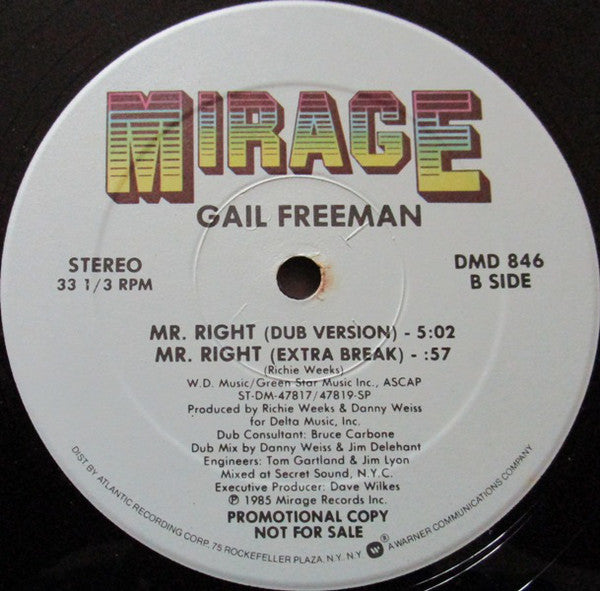 MIRAGE
GAIL FREEMAN
STEREO
33 1/3 RPM
DMD 846
B SIDE
MR. RIGHT (DUB VERSION) - 5:02
MR. RIGHT (EXTRA BREAK) - :57
(Richie Weeks)
W.D. Music/Green Star Music Inc., ASCAP
ST-DM-47817/47819-SP
Produced by Richie Weeks & Danny Weiss
for Delta Music, Inc.
Dub Consultant: Bruce Carbone
Dub Mix by Danny Weiss & Jim Delehant
Engineers: Tom Gartland & Jim Lyon
Mixed at Secret Sound, N.Y.C.
Executive Producer: Dave Wilkes
℗ 1985 Mirage Records Inc.
PROMOTIONAL COPY
NOT FOR SALE
DIST BY ATLANTIC RECORDING CORP. 75 ROCKEFELLER PLAZA, N.Y. N.Y. W ® A WARNER COMMUNICATIONS COMPANY